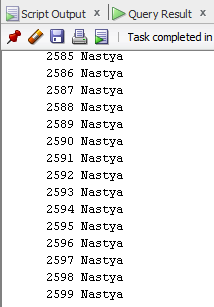 Script Output x Query Result x
Task completed in
2585 Nastya
2586 Nastya
2587 Nastya
2588 Nastya
2589 Nastya
2590 Nastya
2591 Nastya
2592 Nastya
2593 Nastya
2594 Nastya
2595 Nastya
2596 Nastya
2597 Nastya
2598 Nastya
2599 Nastya